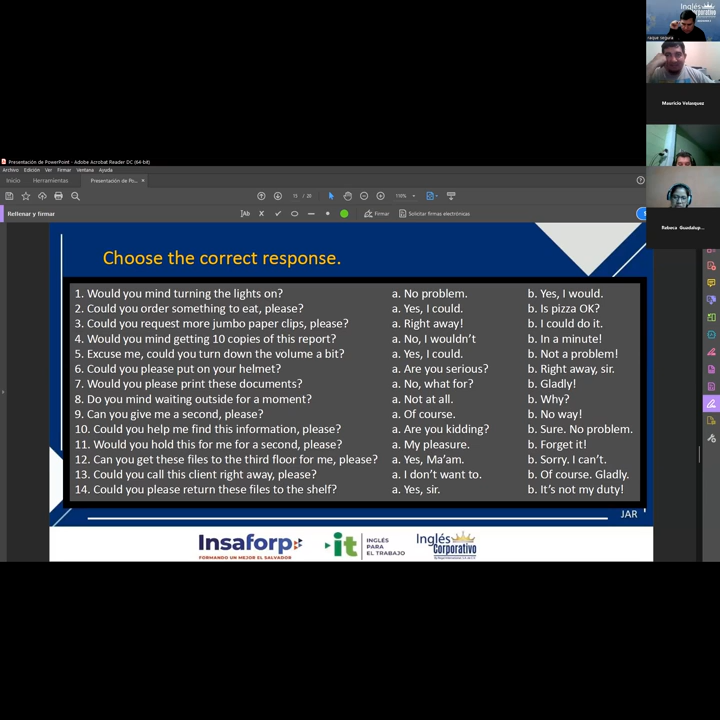 Inglés
Corporativo
Mauricio Velasquez
Presentación de PowerPoint - Adobe Acrobat Reader DC (64-bit)
Archivo Edición Ver Firmar Ventana Ayuda
Inicio Herramientas Presentación de Po... ×
Rellenar y firmar
Firmar Solicitar firmas electrónicas
Rebeca Guadalup...
Choose the correct response.
1. Would you mind turning the lights on? a. No problem. b. Yes, I would.
2. Could you order something to eat, please? a. Yes, I could. b. Is pizza OK?
3. Could you request more jumbo paper clips, please? a. Right away! b. I could do it.
4. Would you mind getting 10 copies of this report? a. No, I wouldn't b. In a minute!
5. Excuse me, could you turn down the volume a bit? a. Yes, I could. b. Not a problem!
6. Could you please put on your helmet? a. Are you serious? b. Right away, sir.
7. Would you please print these documents? a. No, what for? b. Gladly!
8. Do you mind waiting outside for a moment? a. Not at all. b. Why?
9. Can you give me a second, please? a. Of course. b. No way!
10. Could you help me find this information, please? a. Are you kidding? b. Sure. No problem.
11. Would you hold this for me for a second, please? a. My pleasure. b. Forget it!
12. Can you get these files to the third floor for me, please? a. Yes, Ma'am. b. Sorry. I can't.
13. Could you call this client right away, please? a. I don't want to. b. Of course. Gladly.
14. Could you please return these files to the shelf? a. Yes, sir. b. It's not my duty!
JAR
Insaforp
FORMANDO UN MEJOR EL SALVADOR
it
INGLÉS
PARA
EL TRABAJO
Inglés
Corporativo